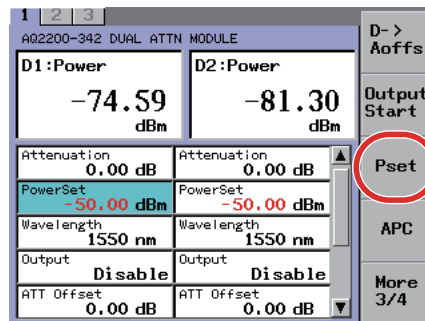 1 2 3
AQ2200-342 DUAL ATTN MODULE
D1:Power
-74.59
dBm
D2:Power
-81.30
dBm
Attenuation
0.00 dB
Attenuation
0.00 dB
PowerSet
-50.00 dBm
PowerSet
-50.00 dBm
Wavelength
1550 nm
Wavelength
1550 nm
Output
Disable
Output
Disable
ATT Offset
0.00 dB
ATT Offset
0.00 dB
D->
Aoffs
Output
Start
Pset
APC
More
3/4